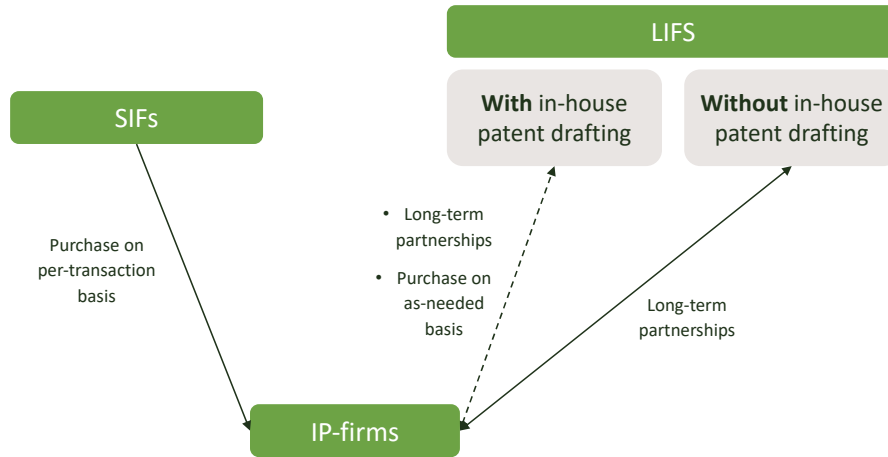 LIFS
With in-house
patent drafting
Without in-house
patent drafting
SIFs
• Long-term
partnerships
• Purchase on
as-needed
basis
Purchase on
per-transaction
basis
Long-term
partnerships
IP-firms